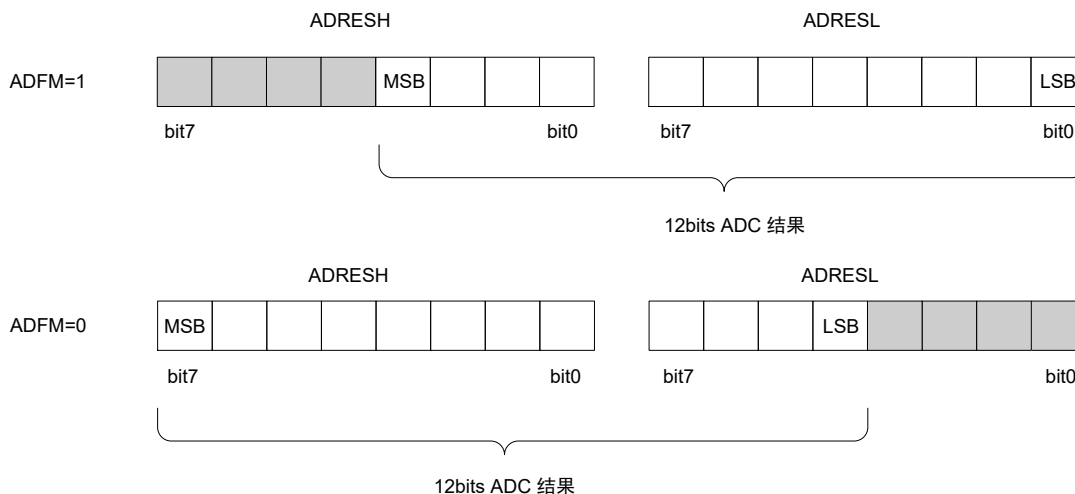 ADRESH ADRESL
ADFM=1 MSB LSB
bit7 bit0 bit7 bit0
12bits ADC 结果
ADRESH ADRESL
ADFM=0 MSB LSB
bit7 bit0 bit7 bit0
12bits ADC 结果